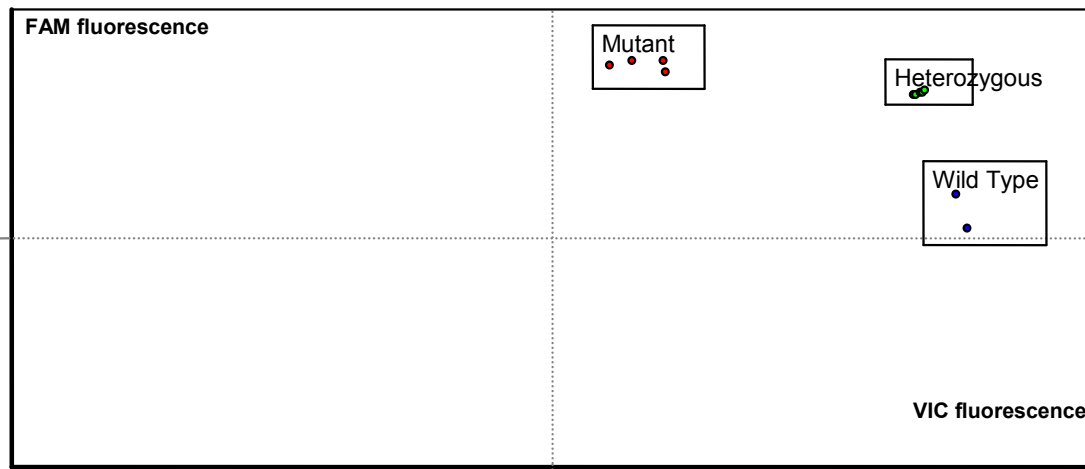 FAM fluorescence
Mutant
Heterozygous
Wild Type
VIC fluorescence